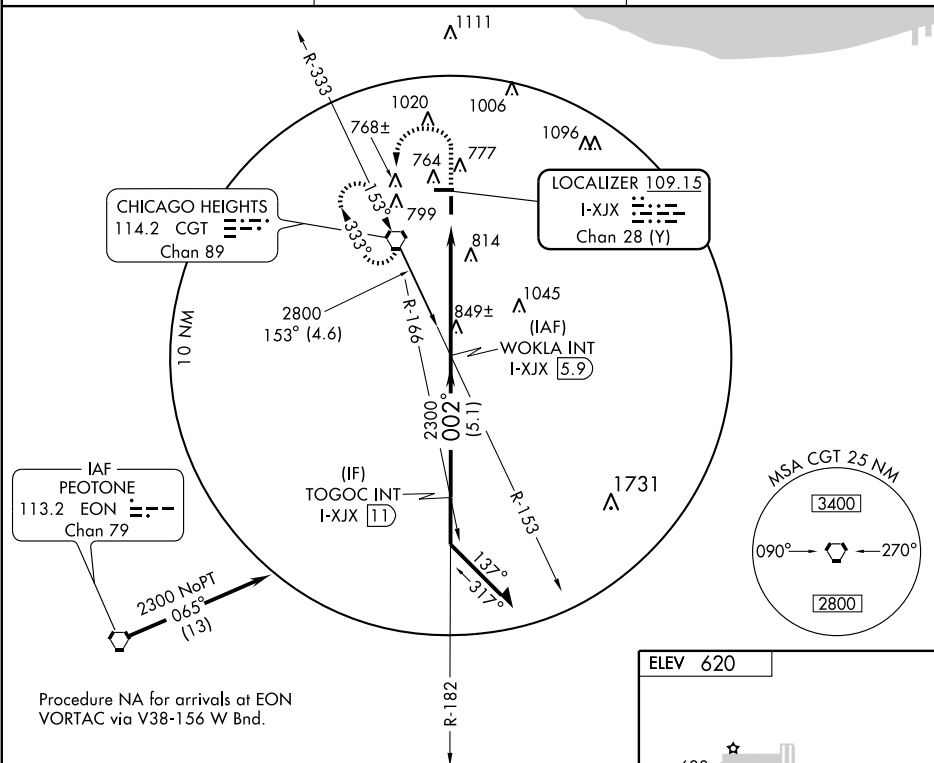 1111
R-333
1020
1006
768±
1096
764
777
153°
799
333°
CHICAGO HEIGHTS
114.2 CGT
Chan 89
LOCALIZER 109.15
I-XJX
Chan 28 (Y)
814
2800
153° (4.6)
R-166
1045
849±
(IAF)
WOKLA INT
I-XJX 5.9
10 NM
2300
002°
(5.1)
(IF)
TOGOC INT
I-XJX 11
R-153
1731
IAF
PEOTONE
113.2 EON
Chan 79
2300 NoPT
065°
(13)
137°
317°
MSA CGT 25 NM
3400
090°
270°
2800
R-182
Procedure NA for arrivals at EON
VORTAC via V38-156 W Bnd.
ELEV 620